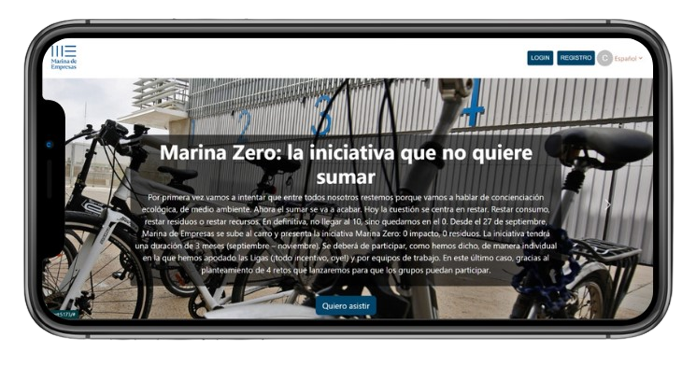 Marina de
Empresas
LOGIN
REGISTRO
C
Español
2
3
4
Marina Zero: la iniciativa que no quiere
sumar
Por primera vez vamos a intentar que entre todos nosotros restemos porque vamos a hablar de concienciación
ecológica, de medio ambiente. Ahora el sumar se va a acabar. Hoy la cuestión se centra en restar. Restar consumo,
restar residuos o restar recursos. En definitiva, no llegar al 10, sino quedarnos en el 0. Desde el 27 de septiembre,
Marina de Empresas se sube al carro y presenta la iniciativa Marina Zero: 0 impacto, 0 residuos. La iniciativa tendrá
una duración de 3 meses (septiembre – noviembre). Se deberá de participar, como hemos dicho, de manera individual
en la que hemos apodado las Ligas (¡todo incentivo, oye!) y por equipos de trabajo. En este último caso, gracias al
planteamiento de 4 retos que lanzaremos para que los grupos puedan participar.
Quiero asistir